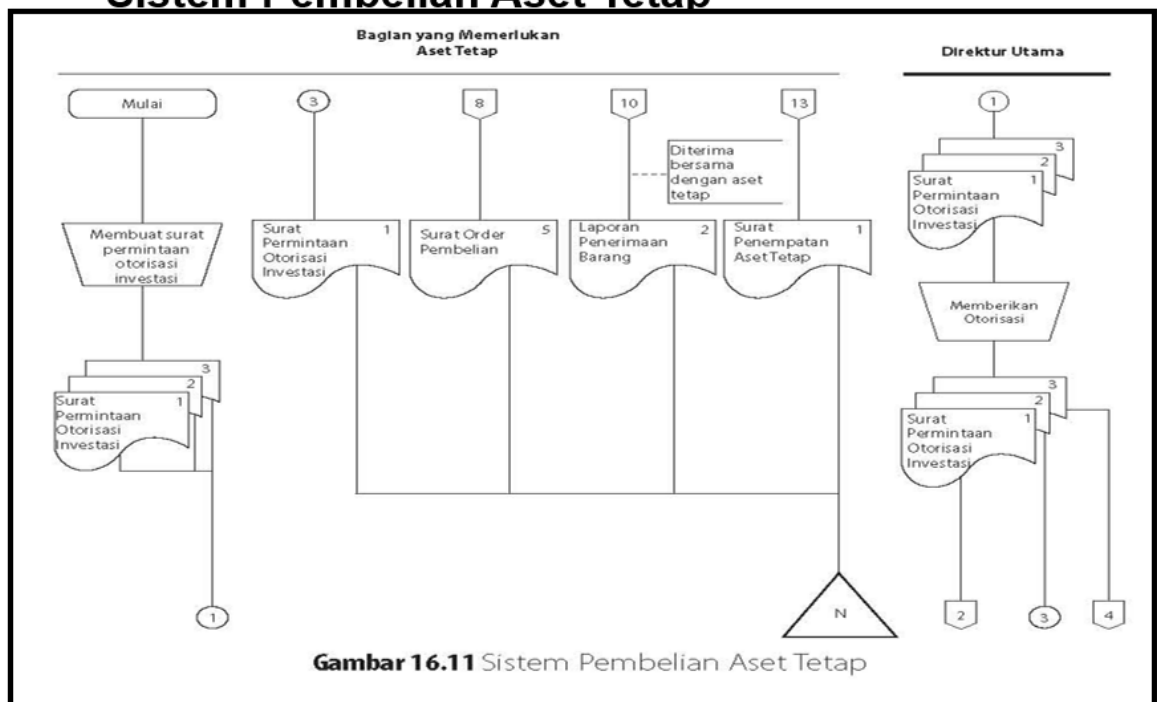 Sistem Pembelian Aset Tetap
Bagian yang Memerlukan
Aset Tetap
Direktur Utama
Mulai
3
8
10
13
1
Diterima
bersama
dengan aset
tetap
Membuat surat
permintaan
otorisasi
investasi
Surat 1
Permintaan
Otorisasi
Investasi
Surat Order 5
Pembelian
Laporan 2
Penerimaan
Barang
Surat 1
Penempatan
Aset Tetap
3
2
Surat 1
Permintaan
Otorisasi
Investasi
Memberikan
Otorisasi
3
2
Surat 1
Permintaan
Otorisasi
Investasi
3
2
Surat 1
Permintaan
Otorisasi
Investasi
1
N
2
3
4
Gambar 16.11 Sistem Pembelian Aset Tetap